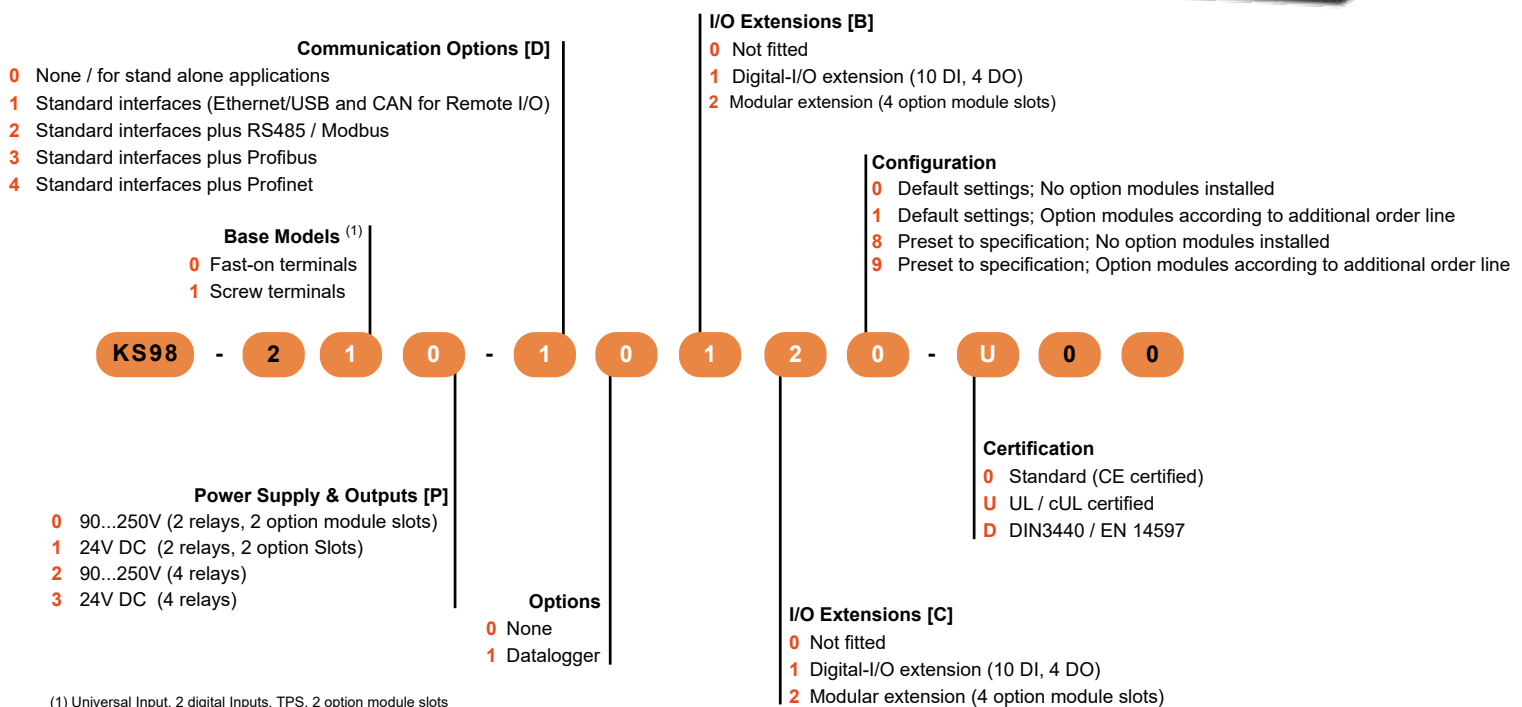 I/O Extensions [B]
0 Not fitted
1 Digital-I/O extension (10 DI, 4 DO)
2 Modular extension (4 option module slots)
Communication Options [D]
0 None / for stand alone applications
1 Standard interfaces (Ethernet/USB and CAN for Remote I/O)
2 Standard interfaces plus RS485 / Modbus
3 Standard interfaces plus Profibus
4 Standard interfaces plus Profinet
Configuration
0 Default settings; No option modules installed
1 Default settings; Option modules according to additional order line
8 Preset to specification; No option modules installed
9 Preset to specification; Option modules according to additional order line
Base Models (1)
0 Fast-on terminals
1 Screw terminals
KS98 - 2 1 0 - 1 0 1 2 0 - U 0 0
Certification
0 Standard (CE certified)
U UL / cUL certified
D DIN3440 / EN 14597
Power Supply & Outputs [P]
0 90...250V (2 relays, 2 option module slots)
1 24V DC (2 relays, 2 option Slots)
2 90...250V (4 relays)
3 24V DC (4 relays)
Options
0 None
1 Datalogger
I/O Extensions [C]
0 Not fitted
1 Digital-I/O extension (10 DI, 4 DO)
2 Modular extension (4 option module slots)
(1) Universal Input, 2 digital Inputs, TPS, 2 option module slots